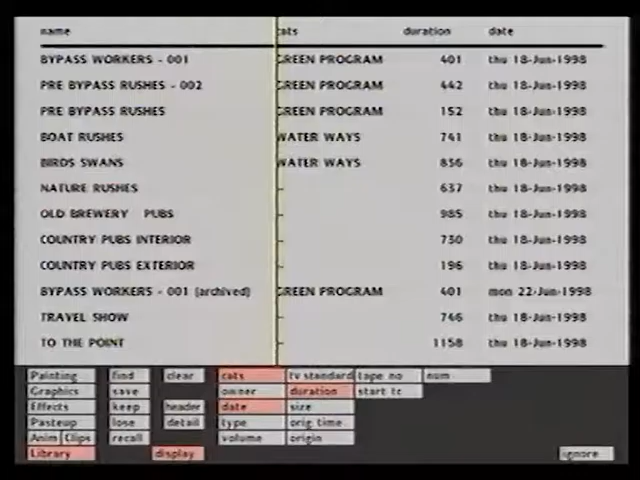 name cats duration date
BYPASS WORKERS - 001 GREEN PROGRAM 401 thu 18-Jun-1998
PRE BYPASS RUSHES - 002 GREEN PROGRAM 442 thu 18-Jun-1998
PRE BYPASS RUSHES GREEN PROGRAM 152 thu 18-Jun-1998
BOAT RUSHES WATER WAYS 741 thu 18-Jun-1998
BIRDS SWANS WATER WAYS 856 thu 18-Jun-1998
NATURE RUSHES - 637 thu 18-Jun-1998
OLD BREWERY PUBS - 985 thu 18-Jun-1998
COUNTRY PUBS INTERIOR - 730 thu 18-Jun-1998
COUNTRY PUBS EXTERIOR - 196 thu 18-Jun-1998
BYPASS WORKERS - 001 (archived) GREEN PROGRAM 401 mon 22-Jun-1998
TRAVEL SHOW - 746 thu 18-Jun-1998
TO THE POINT - 1158 thu 18-Jun-1998
Painting find clear cats tv standard tape no num
Graphics save owner duration start tc
Effects keep header date size
Pasteup lose detail type orig time
Anim Clips recall volume origin
Library display ignore